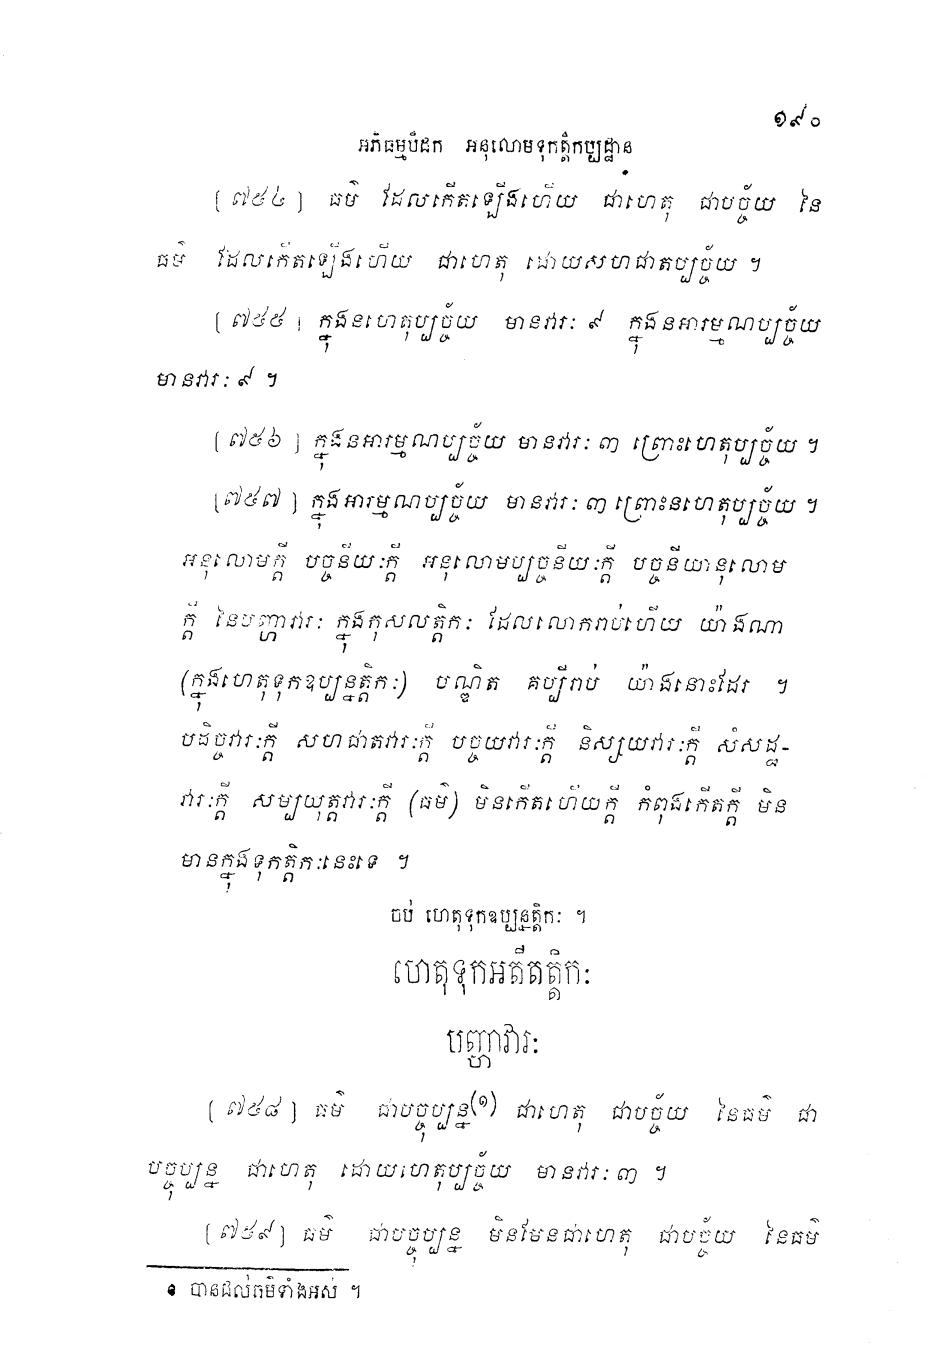 ១៩០
អភិធម្មបិដក អនុលោមទុកត្តិកប្បដ្ឋាន
[៧៥៤] ធម៌ ដែលកើតឡើងហើយ ជាហេតុ ជាបច្ច័យ នៃ
ធម៌ ដែលកើតឡើងហើយ ជាហេតុ ដោយសហជាតប្បច្ច័យ ។
[៧៥៥] ក្នុងនហេតុប្បច្ច័យ មានវារៈ ៩ ក្នុងនអារម្មណប្បច្ច័យ
មានវារៈ ៩ ។
[៧៥៦] ក្នុងនអារម្មណប្បច្ច័យ មានវារៈ ៣ ព្រោះហេតុប្បច្ច័យ ។
[៧៥៧] ក្នុងអារម្មណប្បច្ច័យ មានវារៈ ៣ ព្រោះនហេតុប្បច្ច័យ ។
អនុលោមក្តី បច្ចនីយៈក្តី អនុលោមប្បច្ចនីយៈក្តី បច្ចនីយានុលោម
ក្តី នៃបញ្ហាវារៈ ក្នុងកុសលត្តិកៈ ដែលលោករាប់ហើយ យ៉ាងណា
(ក្នុងហេតុទុកឧប្បន្នត្តិកៈ) បណ្ឌិត គប្បីរាប់ យ៉ាងនោះដែរ ។
បដិច្ចវារៈក្តី សហជាតវារៈក្តី បច្ចយវារៈក្តី និស្សយវារៈក្តី សំសដ្ឋ-
វារៈក្តី សម្បយុត្តវារៈក្តី (ធម៌) មិនកើតហើយក្តី កំពុងកើតក្តី មិន
មានក្នុងទុកត្តិកៈនេះទេ ។
ចប់ ហេតុទុកឧប្បន្នត្តិកៈ ។
ហេតុទុកអតីតត្តិកៈ
បញ្ហាវារៈ
[៧៥៨] ធម៌ ជាបច្ចុប្បន្ន(១) ជាហេតុ ជាបច្ច័យ នៃធម៌ ជា
បច្ចុប្បន្ន ជាហេតុ ដោយហេតុប្បច្ច័យ មានវារៈ ៣ ។
[៧៥៩] ធម៌ ជាបច្ចុប្បន្ន មិនមែនជាហេតុ ជាបច្ច័យ នៃធម៌
១ បានដល់ធម៌ទាំងអស់ ។